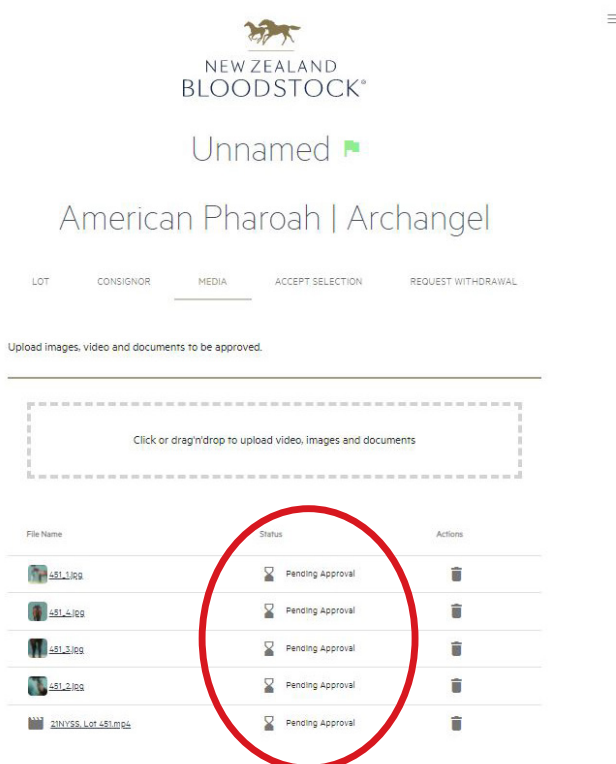 NEW ZEALAND
BLOODSTOCK®
Unnamed
American Pharoah | Archangel
LOT CONSIGNOR MEDIA ACCEPT SELECTION REQUEST WITHDRAWAL
Upload images, video and documents to be approved.
Click or drag'n'drop to upload video, images and documents
File Name Status Actions
451_1.jpg Pending Approval
451_4.jpg Pending Approval
451_3.jpg Pending Approval
451_2.jpg Pending Approval
21NYSS, Lot 451.mp4 Pending Approval